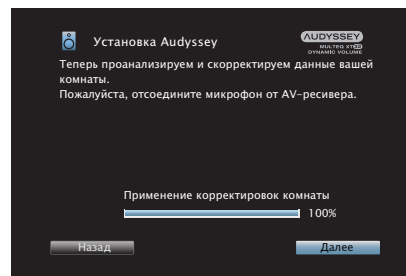 Установка Audyssey
AUDYSSEY
MULTEQ XT32
DYNAMIC VOLUME
Теперь проанализируем и скорректируем данные вашей
комнаты.
Пожалуйста, отсоедините микрофон от AV-ресивера.
Применение корректировок комнаты
100%
Назад
Далее